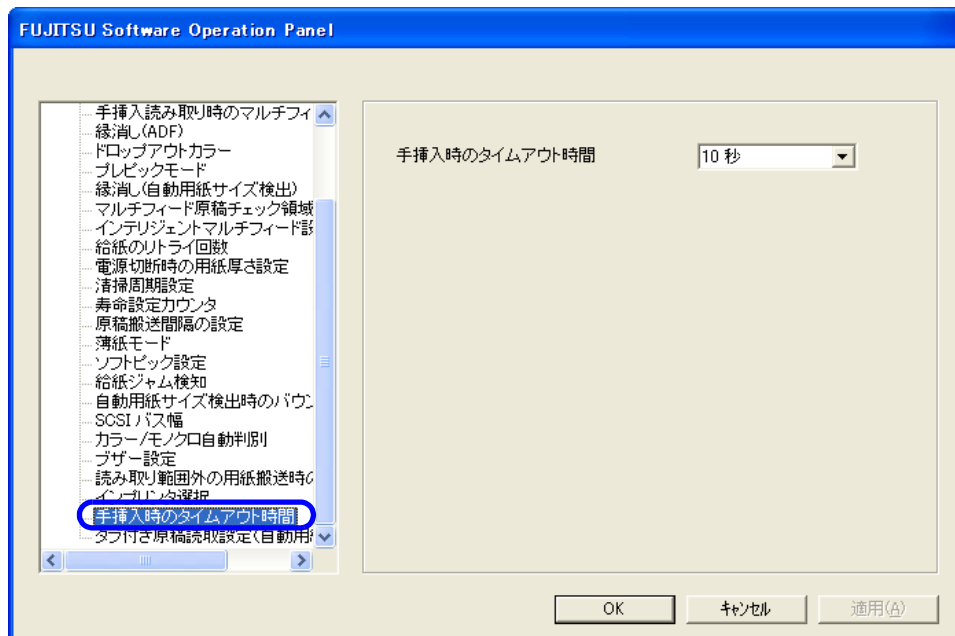 FUJITSU Software Operation Panel
手挿入読み取り時のマルチフィ
縁消し(ADF)
ドロップアウトカラー
プレピックモード
縁消し(自動用紙サイズ検出)
マルチフィード原稿チェック領域
インテリジェントマルチフィード設
給紙のリトライ回数
電源切断時の用紙厚さ設定
清掃周期設定
寿命設定カウンタ
原稿搬送間隔の設定
薄紙モード
ソフトピック設定
給紙ジャム検知
自動用紙サイズ検出時のバウン
SCSI バス幅
カラー/モノクロ自動判別
ブザー設定
読み取り範囲外の用紙搬送時の
インプリンタ選択
手挿入時のタイムアウト時間
タブ付き原稿読取設定(自動用紙
手挿入時のタイムアウト時間
10 秒
OK
キャンセル
適用(A)